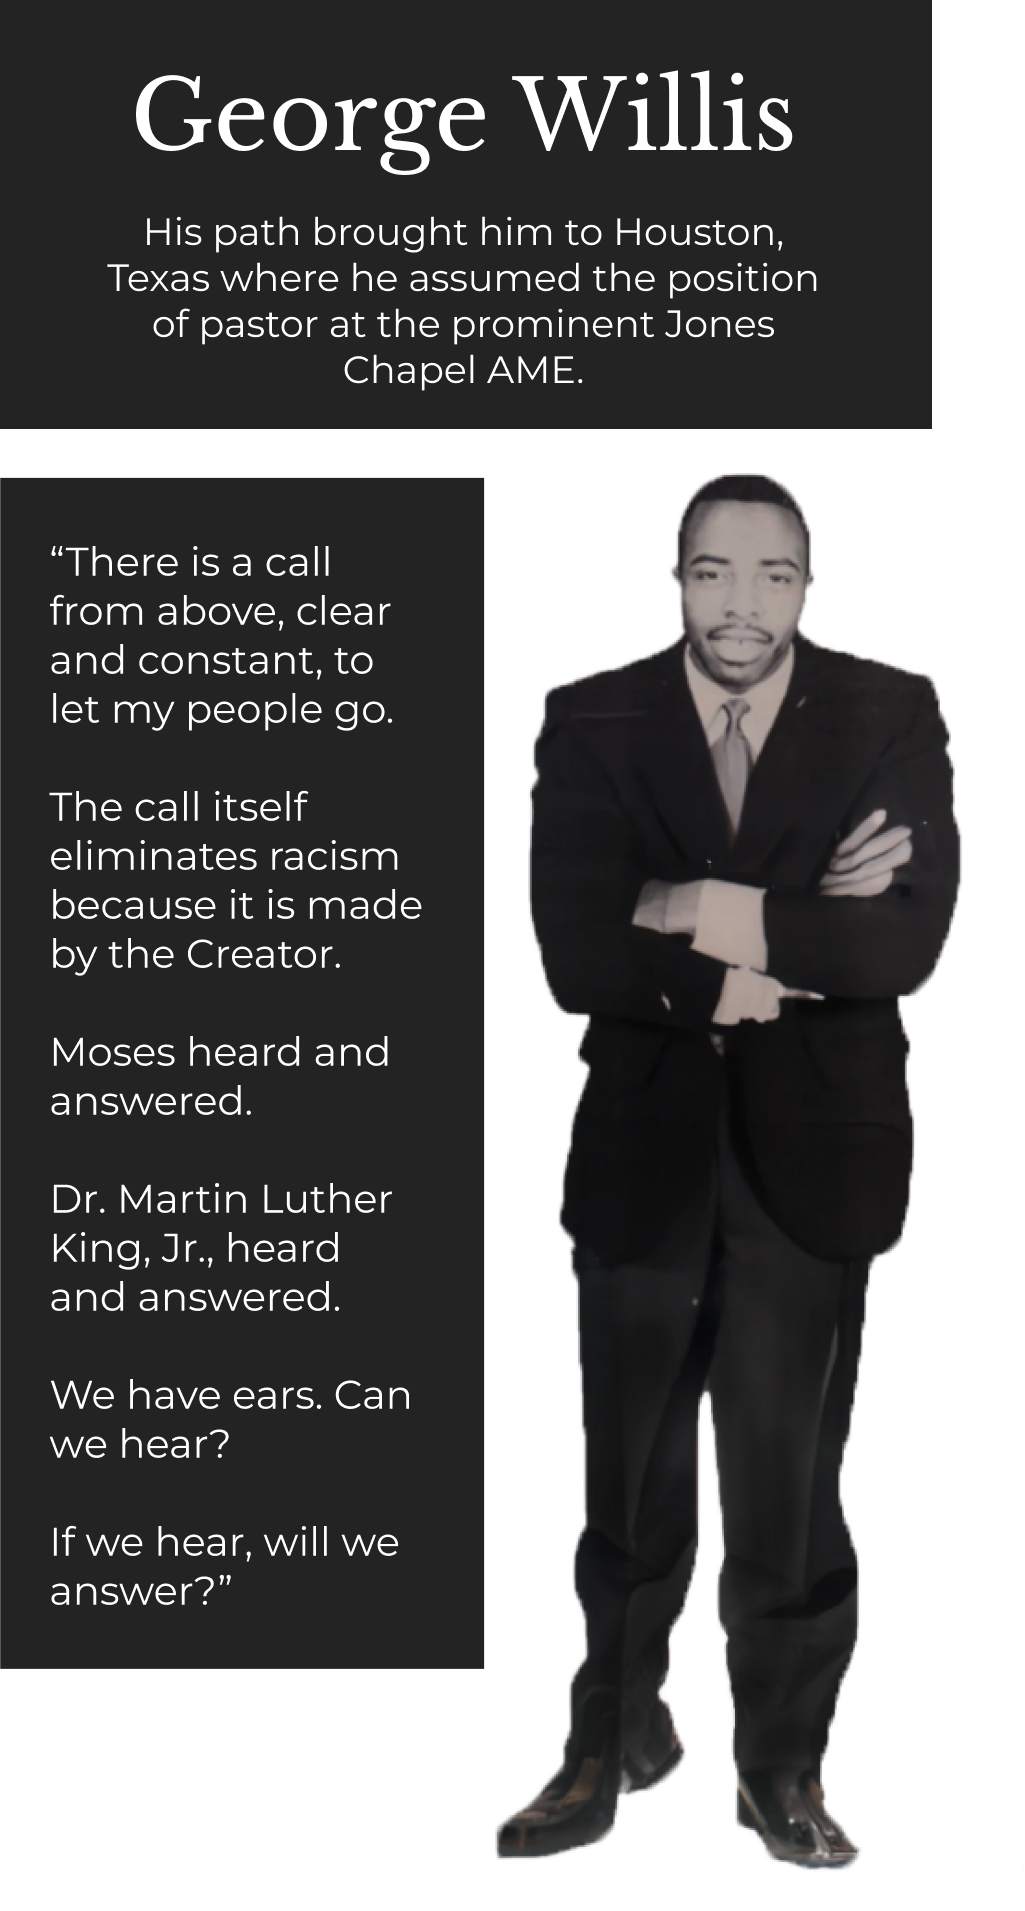 George Willis
His path brought him to Houston,
Texas where he assumed the position
of pastor at the prominent Jones
Chapel AME.
“There is a call
from above, clear
and constant, to
let my people go.
The call itself
eliminates racism
because it is made
by the Creator.
Moses heard and
answered.
Dr. Martin Luther
King, Jr., heard
and answered.
We have ears. Can
we hear?
If we hear, will we
answer?”